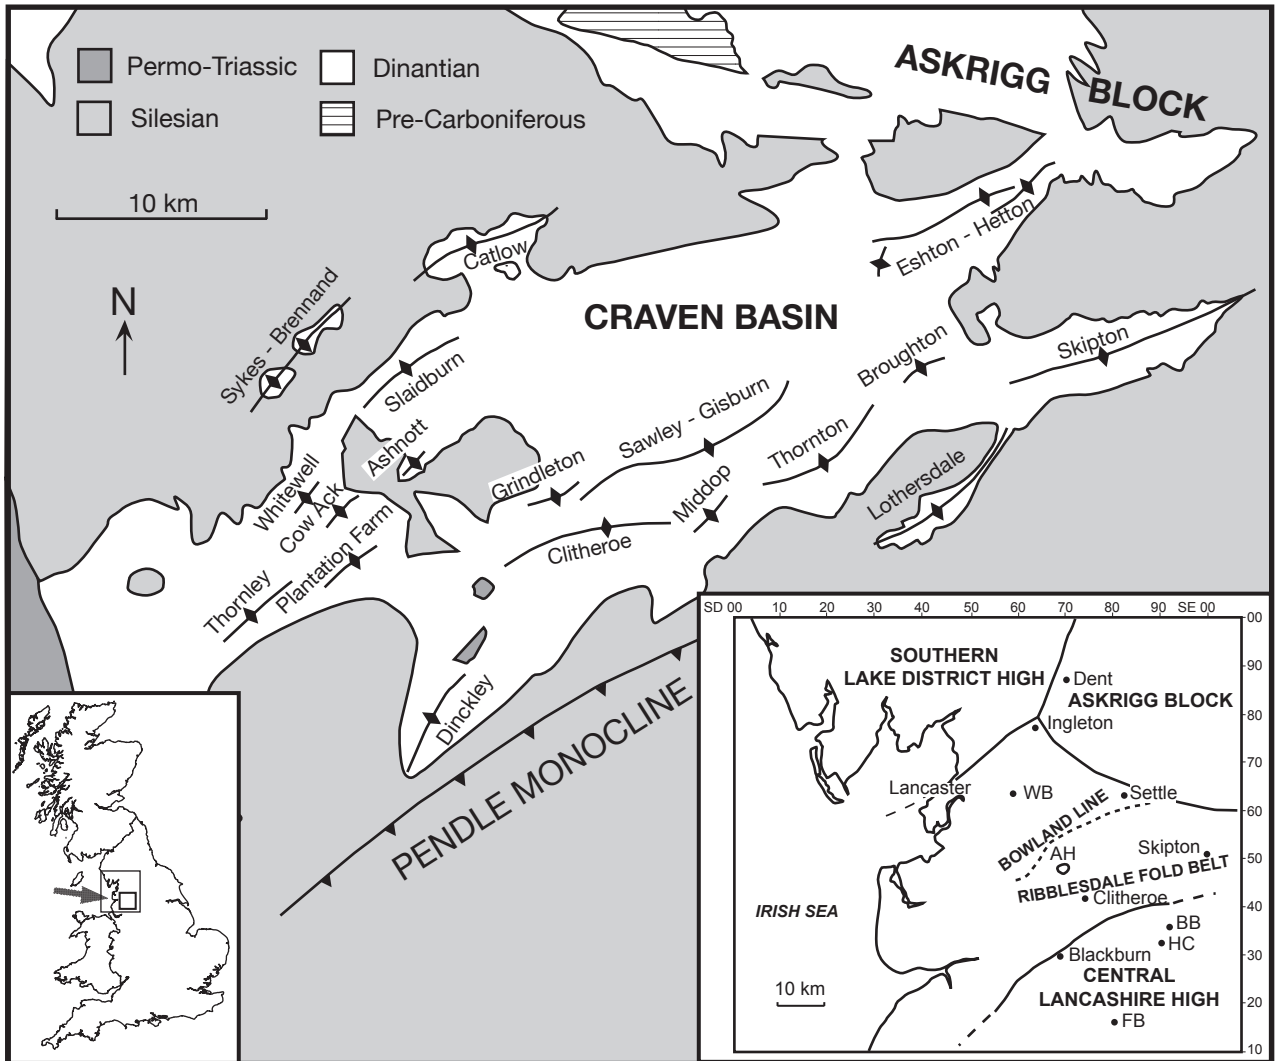 Permo-Triassic
Dinantian
Silesian
Pre-Carboniferous
ASKRIGG
BLOCK
10 km
N
Catlow
Eshton - Hetton
Sykes - Brennand
CRAVEN BASIN
Slaidburn
Broughton
Skipton
Ashnott
Sawley - Gisburn
Thornton
Grindleton
Lothersdale
Whitewell
Cow Ack
Middop
Clitheroe
Plantation Farm
Thornley
Dinckley
PENDLE MONOCLINE
SD 00 10 20 30 40 50 60 70 80 90 SE 00
00
90
80
70
60
50
40
30
20
10
SOUTHERN
LAKE DISTRICT HIGH
Dent
ASKRIGG BLOCK
Ingleton
Lancaster
WB
Settle
BOWLAND LINE
AH
Skipton
RIBBLESDALE FOLD BELT
Clitheroe
IRISH SEA
BB
HC
Blackburn
CENTRAL
LANCASHIRE HIGH
10 km
FB